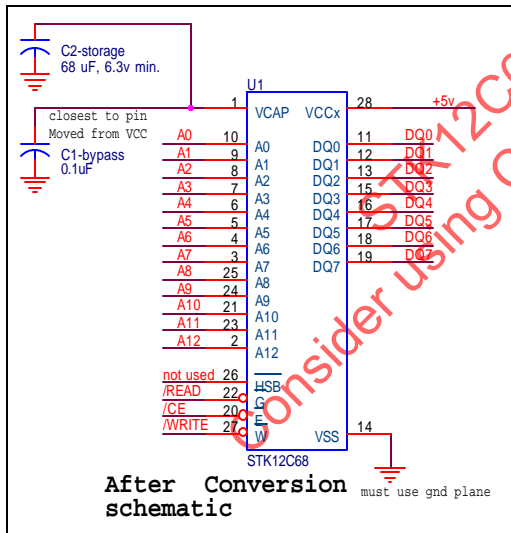 C2-storage
68 uF, 6.3v min.
U1
closest to pin
Moved from VCC
C1-bypass
0.1uF
1 VCAP VCCx 28 +5v
A0 10 A0 DQ0 11 DQ0
A1 9 A1 DQ1 12 DQ1
A2 8 A2 DQ2 13 DQ2
A3 7 A3 DQ3 15 DQ3
A4 6 A4 DQ4 16 DQ4
A5 5 A5 DQ5 17 DQ5
A6 4 A6 DQ6 18 DQ6
A7 3 A7 DQ7 19 DQ7
A8 25 A8
A9 24 A9
A10 21 A10
A11 23 A11
A12 2 A12
not used 26 HSB
/READ 22 G
/CE 20 E
/WRITE 27 W
VSS 14
STK12C68
must use gnd plane
After Conversion
schematic
STK12C
Consider using